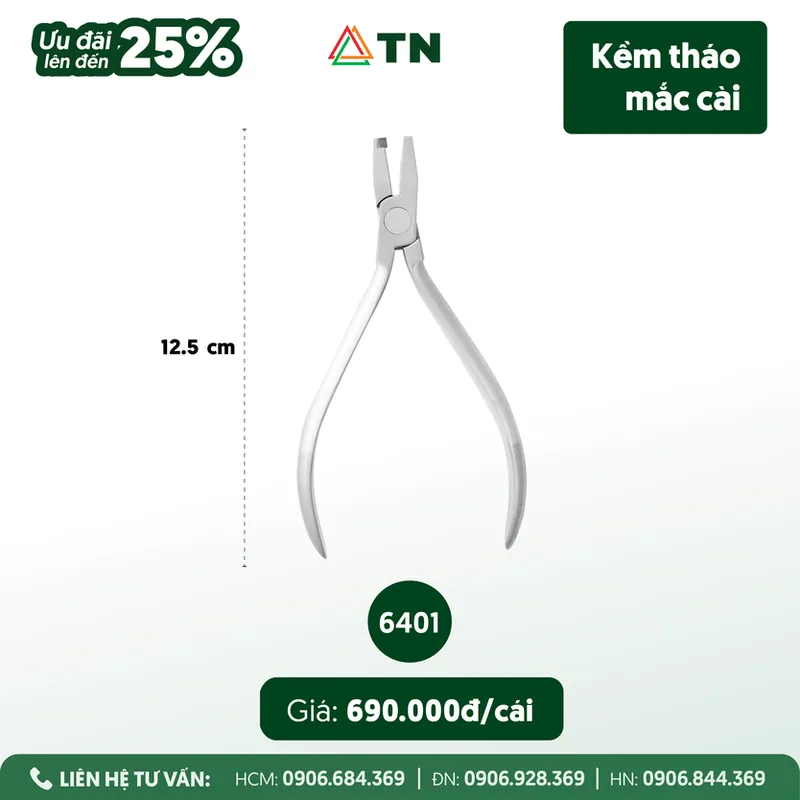 Ưu đãi
lên đến
25%
TN
Kềm tháo
mắc cài
12.5 cm
6401
Giá: 690.000đ/cái
LIÊN HỆ TƯ VẤN: HCM: 0906.684.369 | ĐN: 0906.928.369 | HN: 0906.844.369